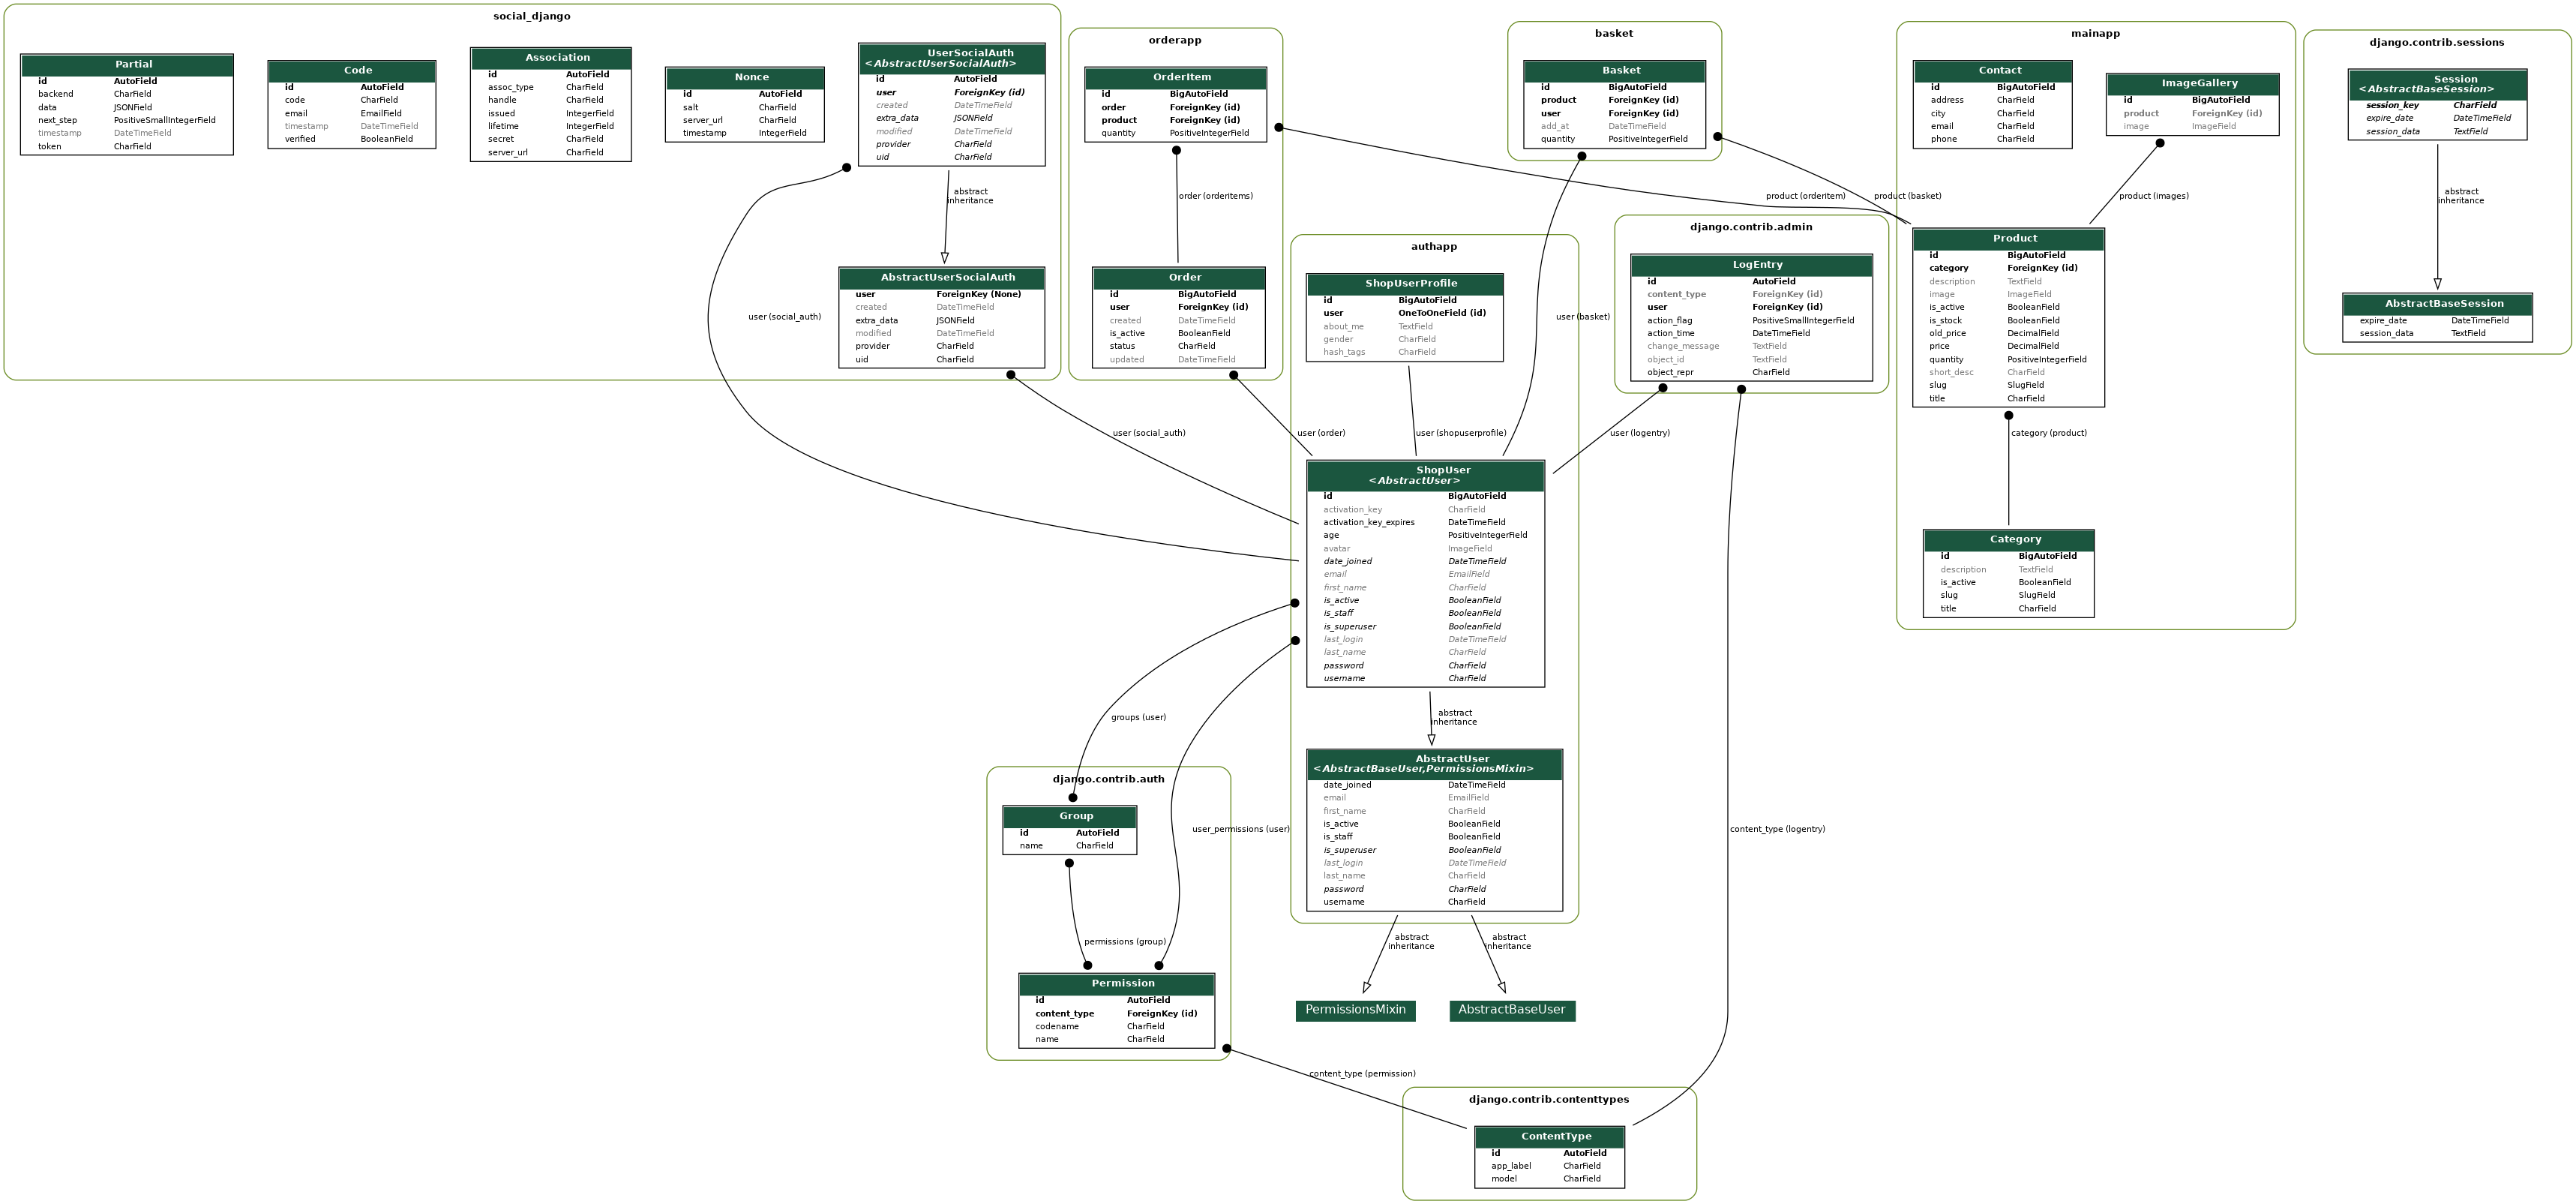 social_django
Partial
id AutoField
backend CharField
data JSONField
next_step PositiveSmallIntegerField
timestamp DateTimeField
token CharField
Code
id AutoField
code CharField
email EmailField
timestamp DateTimeField
verified BooleanField
Association
id AutoField
assoc_type CharField
handle CharField
issued IntegerField
lifetime IntegerField
secret CharField
server_url CharField
Nonce
id AutoField
salt CharField
server_url CharField
timestamp IntegerField
UserSocialAuth
<AbstractUserSocialAuth>
id AutoField
user ForeignKey (id)
created DateTimeField
extra_data JSONField
modified DateTimeField
provider CharField
uid CharField
abstract
inheritance
AbstractUserSocialAuth
user ForeignKey (None)
created DateTimeField
extra_data JSONField
modified DateTimeField
provider CharField
uid CharField
user (social_auth)
user (social_auth)
orderapp
OrderItem
id BigAutoField
order ForeignKey (id)
product ForeignKey (id)
quantity PositiveIntegerField
order (orderitems)
Order
id BigAutoField
user ForeignKey (id)
created DateTimeField
is_active BooleanField
status CharField
updated DateTimeField
user (order)
basket
Basket
id BigAutoField
product ForeignKey (id)
user ForeignKey (id)
add_at DateTimeField
quantity PositiveIntegerField
product (orderitem)
product (basket)
user (basket)
authapp
ShopUserProfile
id BigAutoField
user OneToOneField (id)
about_me TextField
gender CharField
hash_tags CharField
user (shopuserprofile)
ShopUser
<AbstractUser>
id BigAutoField
activation_key CharField
activation_key_expires DateTimeField
age PositiveIntegerField
avatar ImageField
date_joined DateTimeField
email EmailField
first_name CharField
is_active BooleanField
is_staff BooleanField
is_superuser BooleanField
last_login DateTimeField
last_name CharField
password CharField
username CharField
abstract
inheritance
AbstractUser
<AbstractBaseUser,PermissionsMixin>
date_joined DateTimeField
email EmailField
first_name CharField
is_active BooleanField
is_staff BooleanField
is_superuser BooleanField
last_login DateTimeField
last_name CharField
password CharField
username CharField
abstract
inheritance
abstract
inheritance
PermissionsMixin
AbstractBaseUser
django.contrib.admin
LogEntry
id AutoField
content_type ForeignKey (id)
user ForeignKey (id)
action_flag PositiveSmallIntegerField
action_time DateTimeField
change_message TextField
object_id TextField
object_repr CharField
user (logentry)
content_type (logentry)
mainapp
Contact
id BigAutoField
address CharField
city CharField
email CharField
phone CharField
ImageGallery
id BigAutoField
product ForeignKey (id)
image ImageField
product (images)
Product
id BigAutoField
category ForeignKey (id)
description TextField
image ImageField
is_active BooleanField
is_stock BooleanField
old_price DecimalField
price DecimalField
quantity PositiveIntegerField
short_desc CharField
slug SlugField
title CharField
category (product)
Category
id BigAutoField
description TextField
is_active BooleanField
slug SlugField
title CharField
django.contrib.sessions
Session
<AbstractBaseSession>
session_key CharField
expire_date DateTimeField
session_data TextField
abstract
inheritance
AbstractBaseSession
expire_date DateTimeField
session_data TextField
groups (user)
user_permissions (user)
django.contrib.auth
Group
id AutoField
name CharField
permissions (group)
Permission
id AutoField
content_type ForeignKey (id)
codename CharField
name CharField
content_type (permission)
django.contrib.contenttypes
ContentType
id AutoField
app_label CharField
model CharField